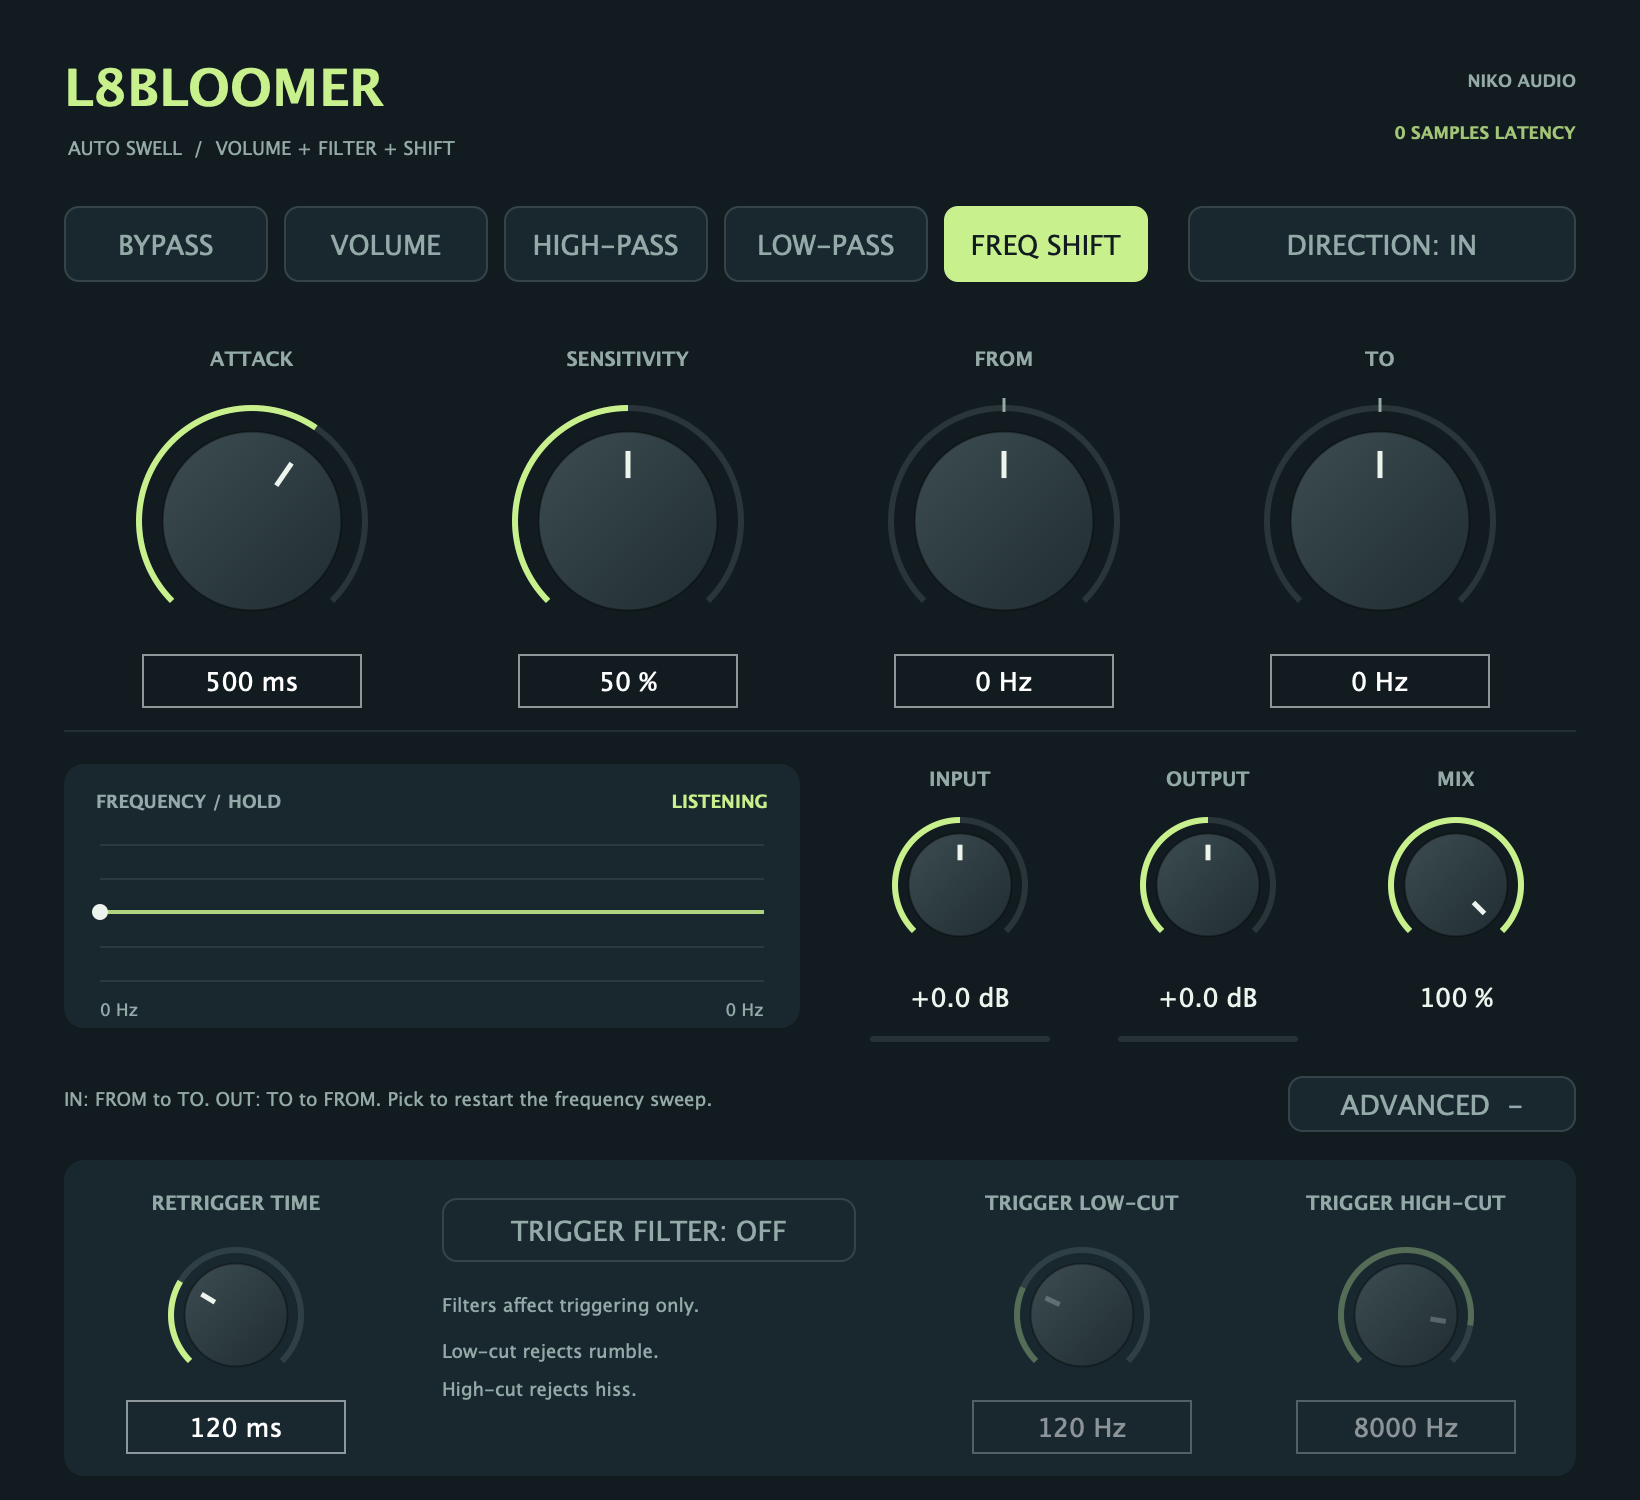 L8BLOOMER
NIKO AUDIO
0 SAMPLES LATENCY
AUTO SWELL / VOLUME + FILTER + SHIFT
BYPASS
VOLUME
HIGH-PASS
LOW-PASS
FREQ SHIFT
DIRECTION: IN
ATTACK
SENSITIVITY
FROM
TO
500 ms
50 %
0 Hz
0 Hz
FREQUENCY / HOLD
LISTENING
0 Hz
0 Hz
INPUT
OUTPUT
MIX
+0.0 dB
+0.0 dB
100 %
IN: FROM to TO. OUT: TO to FROM. Pick to restart the frequency sweep.
ADVANCED -
RETRIGGER TIME
120 ms
TRIGGER FILTER: OFF
Filters affect triggering only.
Low-cut rejects rumble.
High-cut rejects hiss.
TRIGGER LOW-CUT
TRIGGER HIGH-CUT
120 Hz
8000 Hz